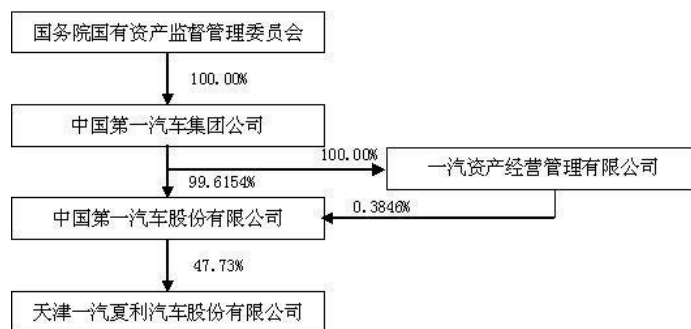 国务院国有资产监督管理委员会
100.00%
中国第一汽车集团公司
100.00%
一汽资产经营管理有限公司
99.6154%
0.3846%
中国第一汽车股份有限公司
47.73%
天津一汽夏利汽车股份有限公司